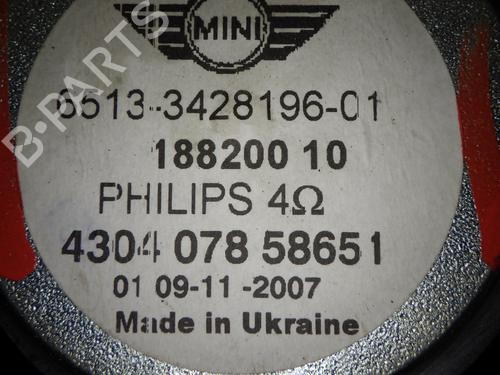 MINI
6513-3428196-01
188200 10
PHILIPS 4Ω
4304 078 58651
01 09-11-2007
Made in Ukraine
B-PARTS